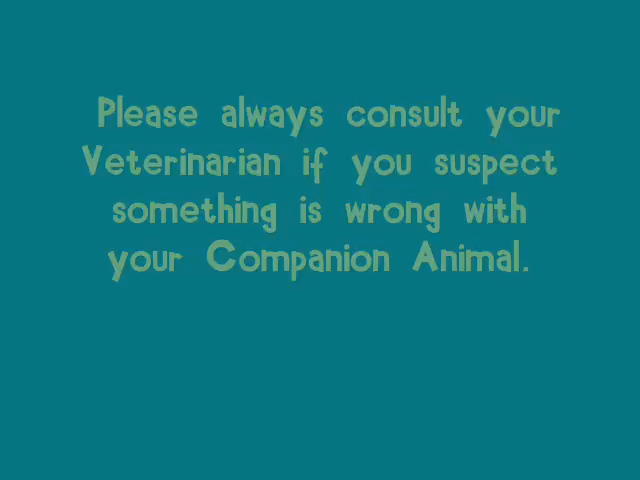 Please always consult your
Veterinarian if you suspect
something is wrong with
your Companion Animal.